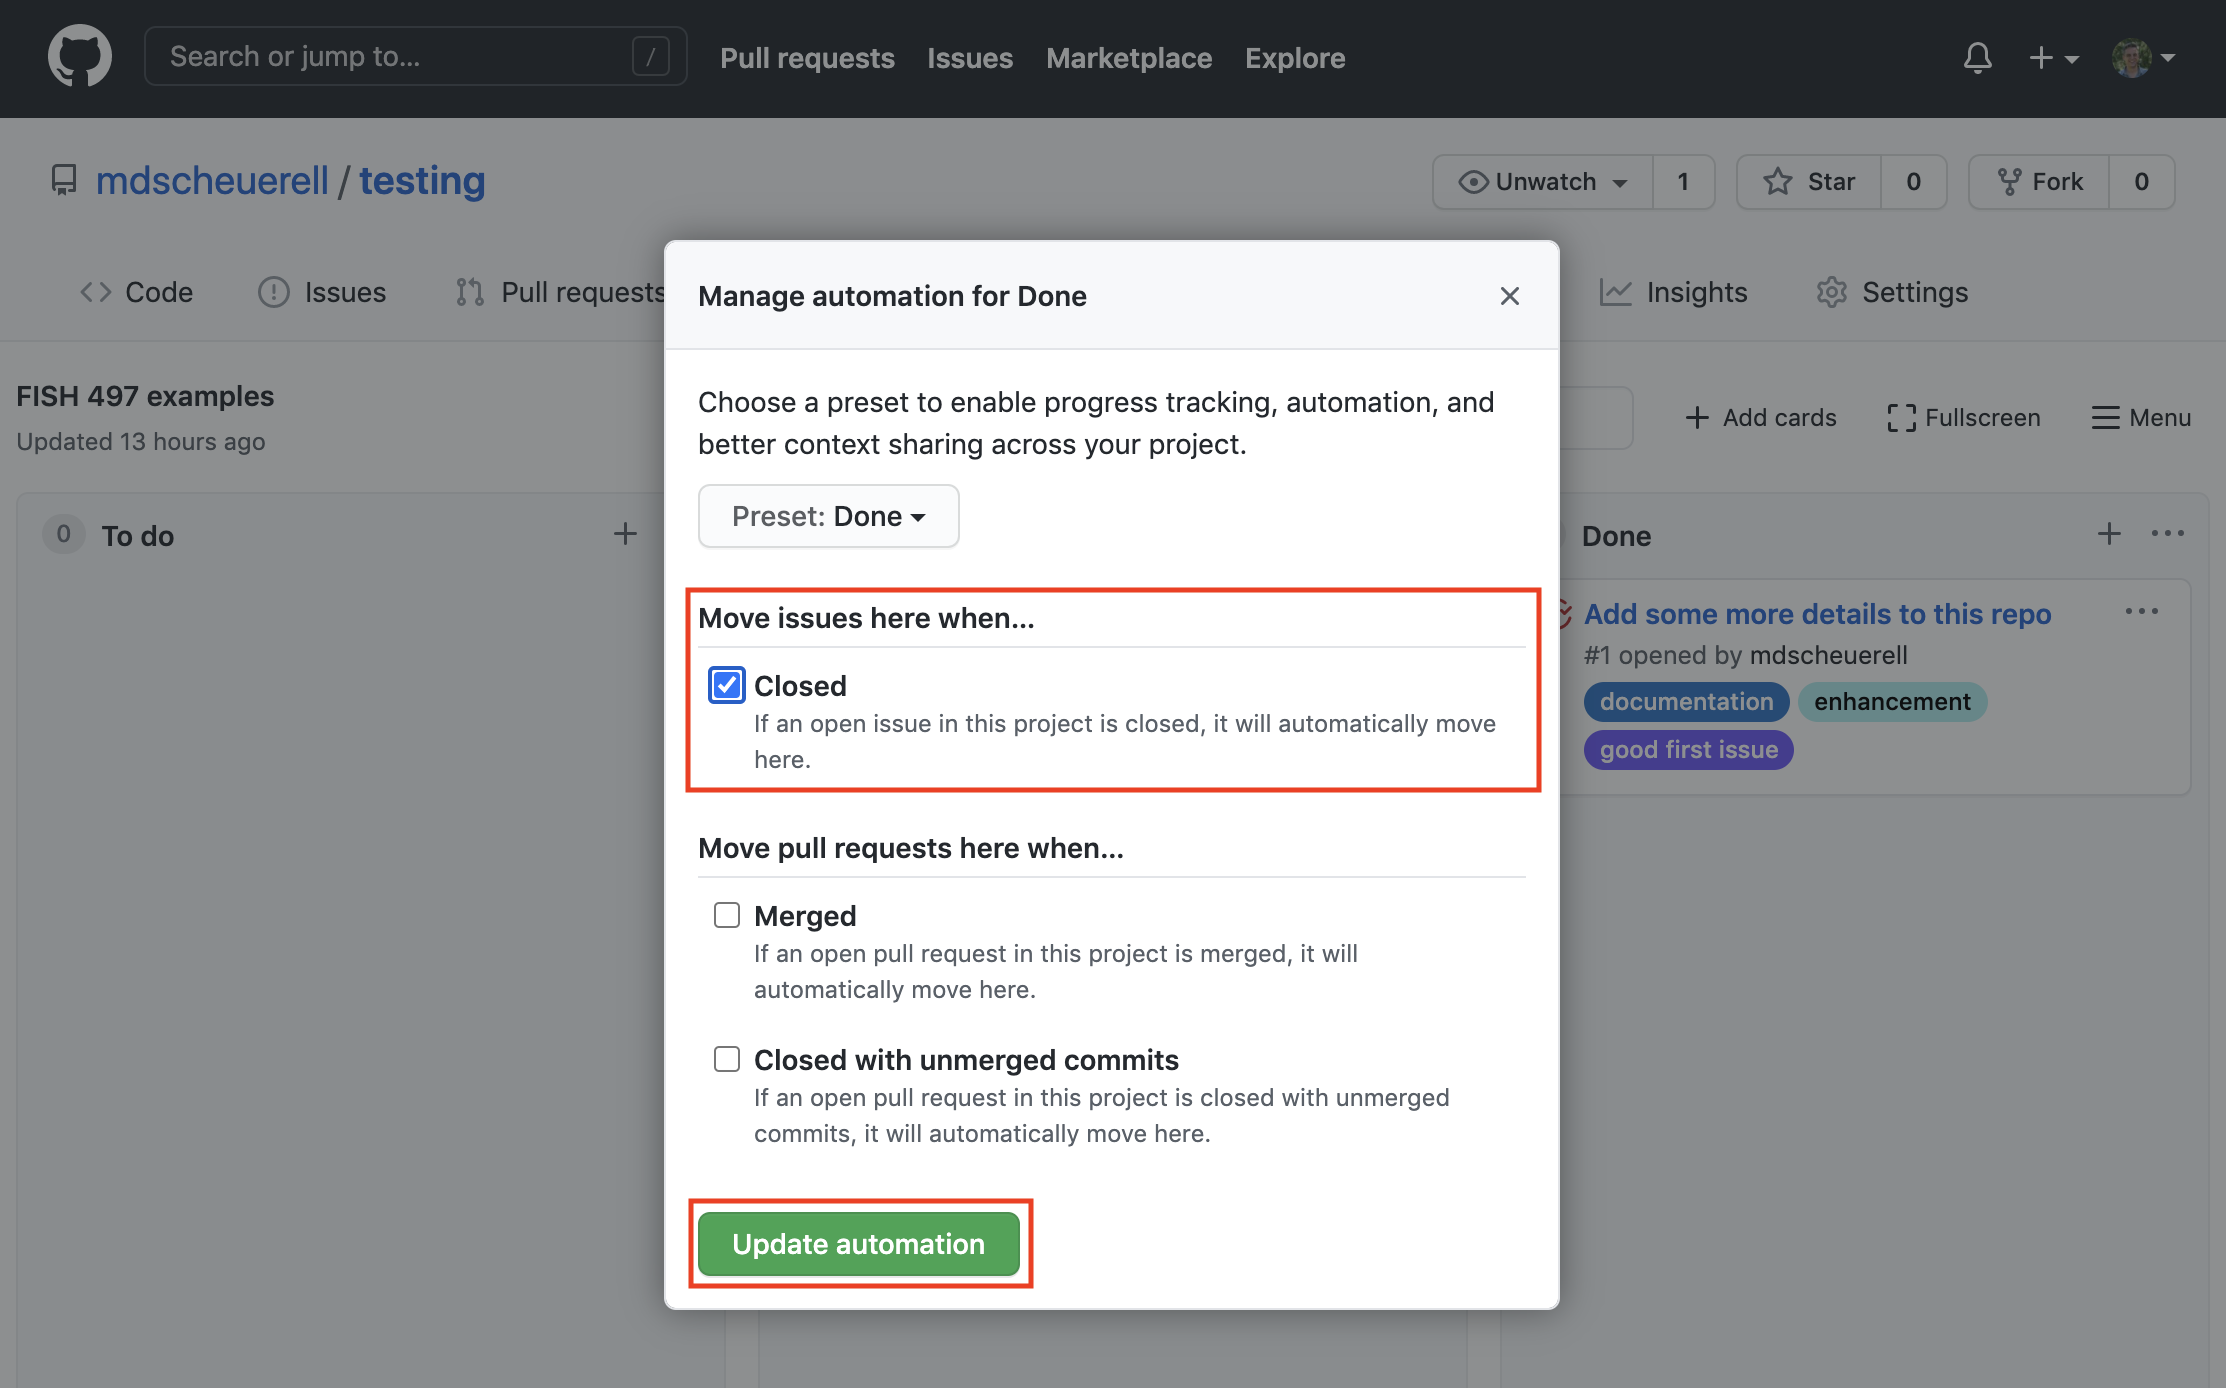 Search or jump to... /
Pull requests Issues Marketplace Explore
mdscheuerell / testing
Unwatch 1 Star 0 Fork 0
Code Issues Pull requests Insights Settings
FISH 497 examples
Updated 13 hours ago
Add cards Fullscreen Menu
0 To do
Manage automation for Done
Choose a preset to enable progress tracking, automation, and
better context sharing across your project.
Preset: Done
Move issues here when...
Closed
If an open issue in this project is closed, it will automatically move
here.
Move pull requests here when...
Merged
If an open pull request in this project is merged, it will
automatically move here.
Closed with unmerged commits
If an open pull request in this project is closed with unmerged
commits, it will automatically move here.
Update automation
Done
Add some more details to this repo
#1 opened by mdscheuerell
documentation enhancement
good first issue